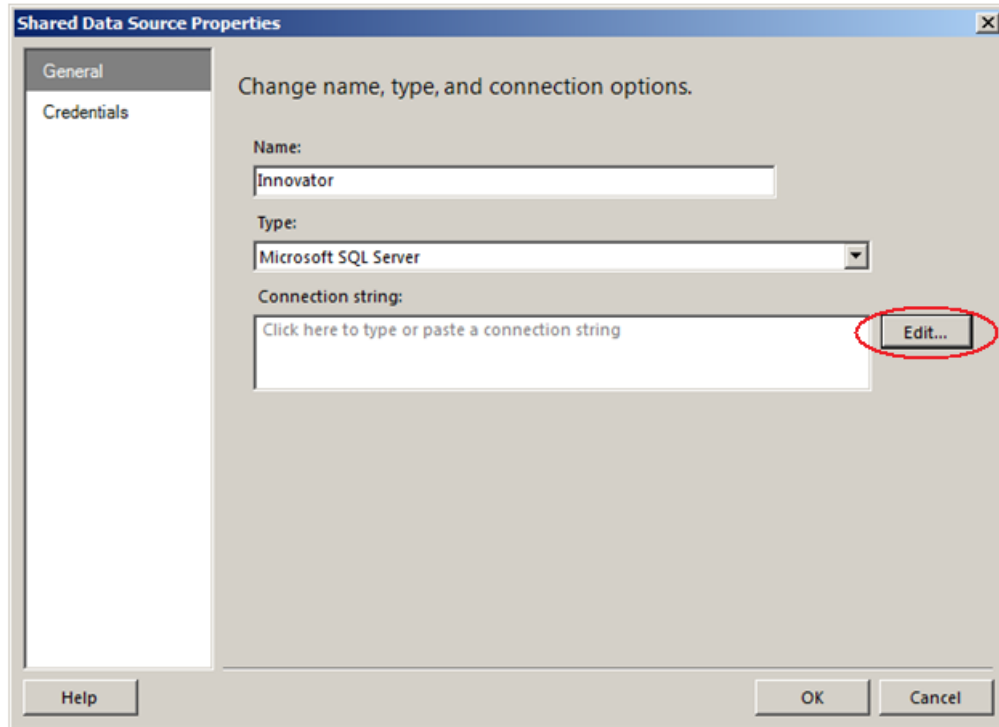 Shared Data Source Properties
General
Credentials
Change name, type, and connection options.
Name:
Innovator
Type:
Microsoft SQL Server
Connection string:
Click here to type or paste a connection string
Edit...
Help
OK
Cancel